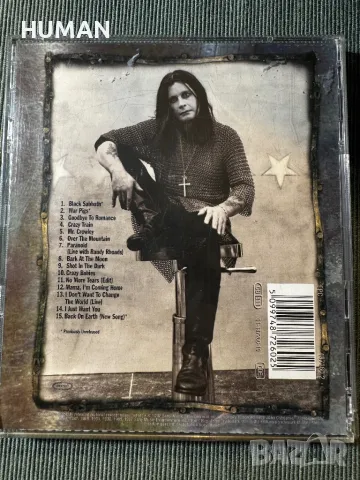 HUMAN
1. Black Sabbath*
2. War Pigs*
3. Goodbye To Romance
4. Crazy Train
5. Mr. Crowley
6. Over The Mountain
7. Paranoid
(Live with Randy Rhoads)
8. Bark At The Moon
9. Shot In The Dark
10. Crazy Babies
11. No More Tears (Edit)
12. Mama, I'm Coming Home
13. I Don't Want To Change
The World (Live)
14. I Just Want You
15. Back On Earth (New Song)*
* Previously Unreleased
5 099748 726025
BAZAR